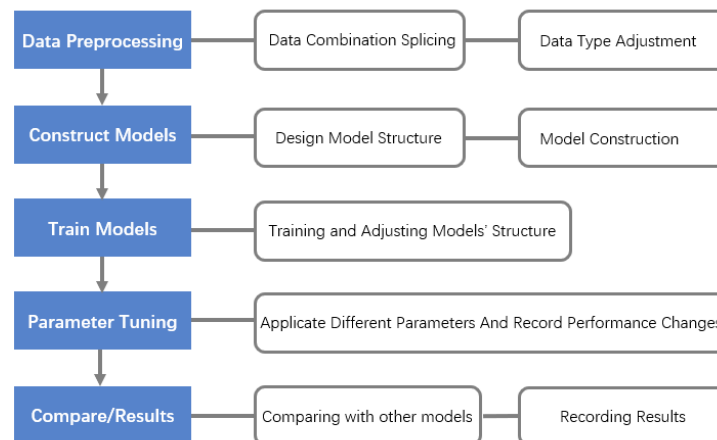 Data Preprocessing
Data Combination Splicing
Data Type Adjustment
Construct Models
Design Model Structure
Model Construction
Train Models
Training and Adjusting Models' Structure
Parameter Tuning
Applicate Different Parameters And Record Performance Changes
Compare/Results
Comparing with other models
Recording Results